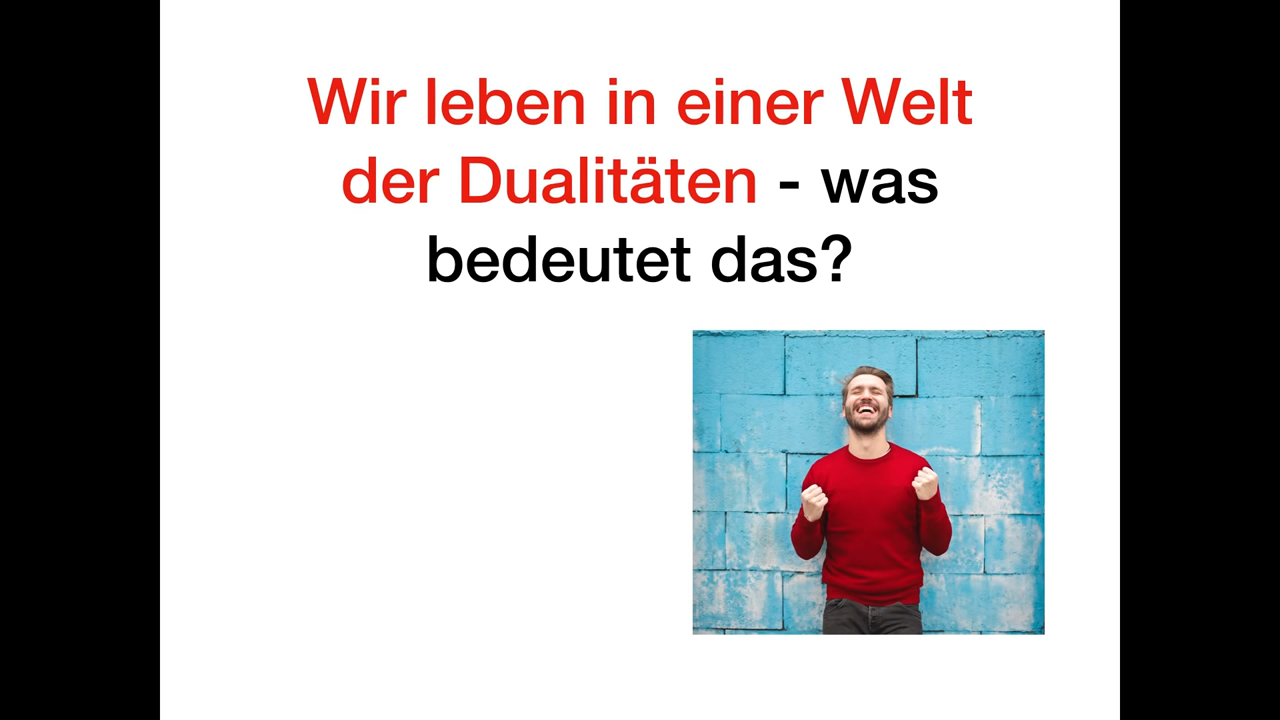 Wir leben in einer Welt
der Dualitäten - was
bedeutet das?